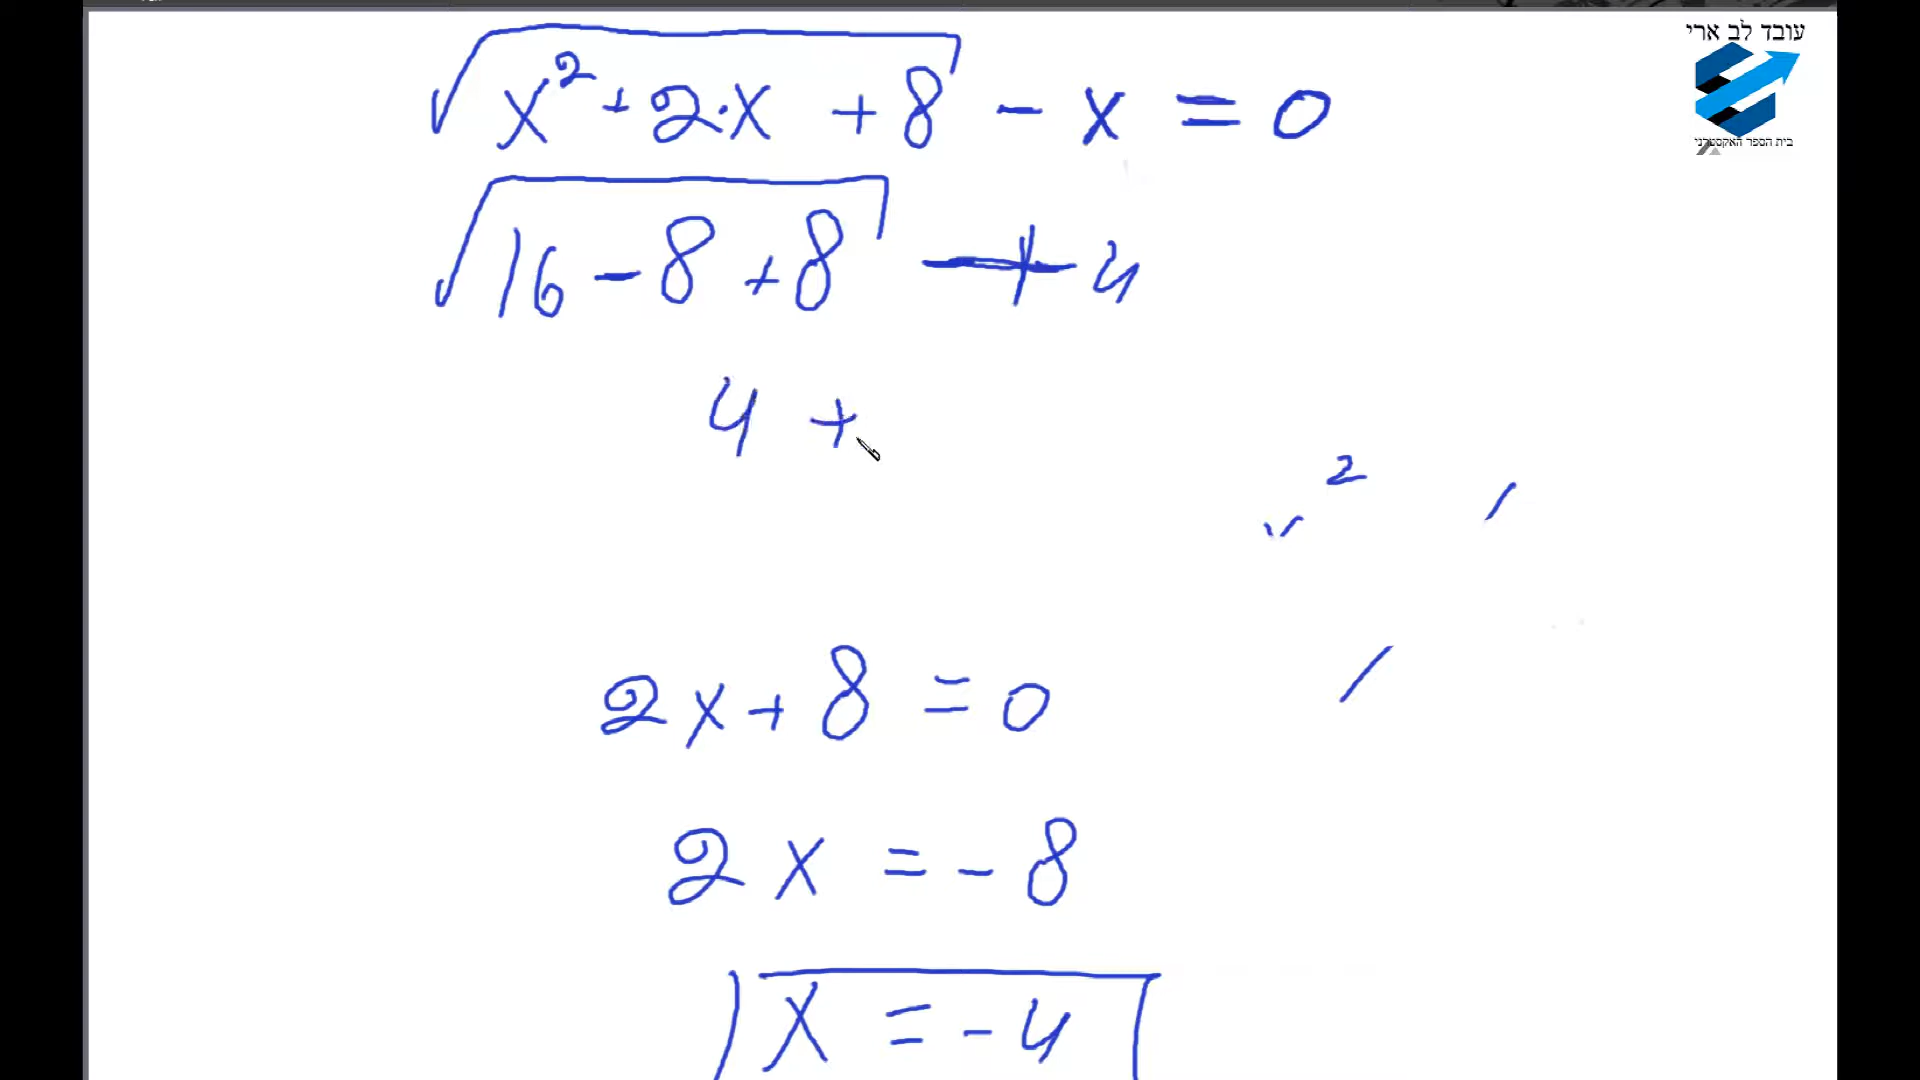 עובד לב ארי
בית הספר האקסטרני
√(x² + 2·x + 8) - x = 0
√(16 - 8 + 8) + 4
4 +
2
2x + 8 = 0
2x = -8
x = -4